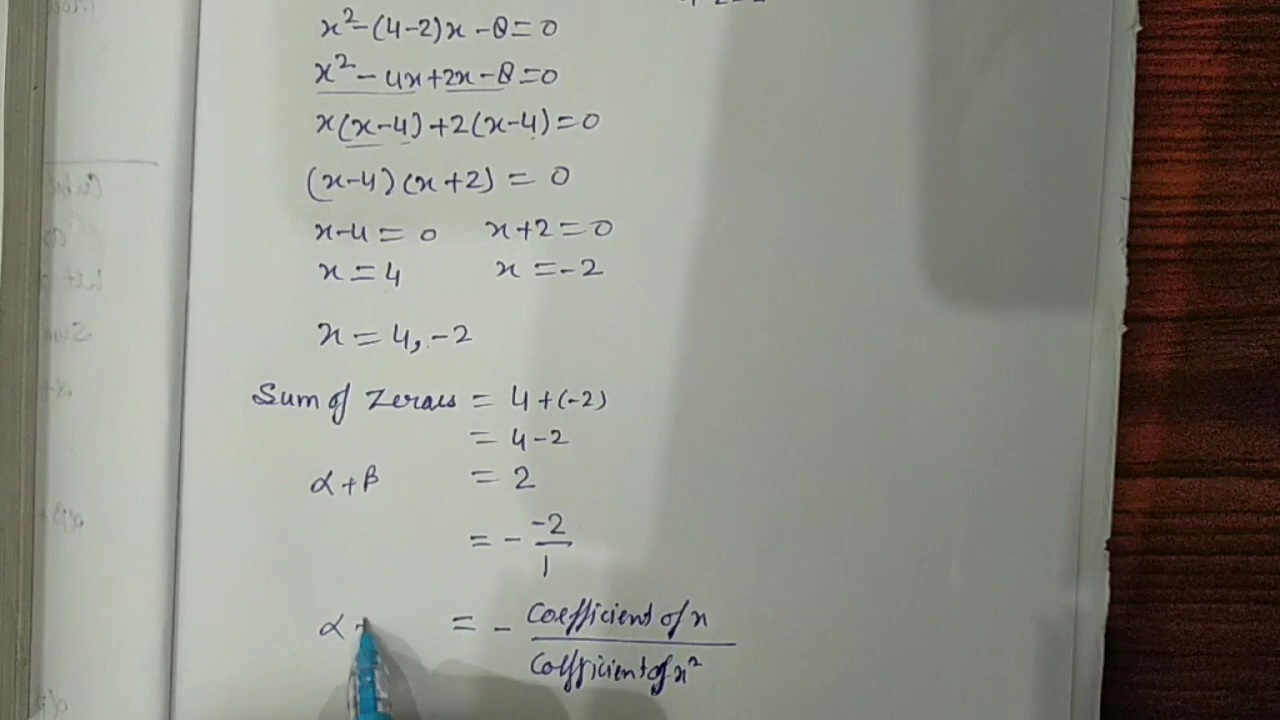 x²-(4-2)x-8=0
x²-4x+2x-8=0
x(x-4)+2(x-4)=0
(x-4)(x+2)=0
x-4=0 x+2=0
x=4 x=-2
x=4,-2
Sum of zeroes = 4+(-2)
= 4-2
α+β = 2
= - -2/1
α + = - Coefficient of x / Coefficient of x²